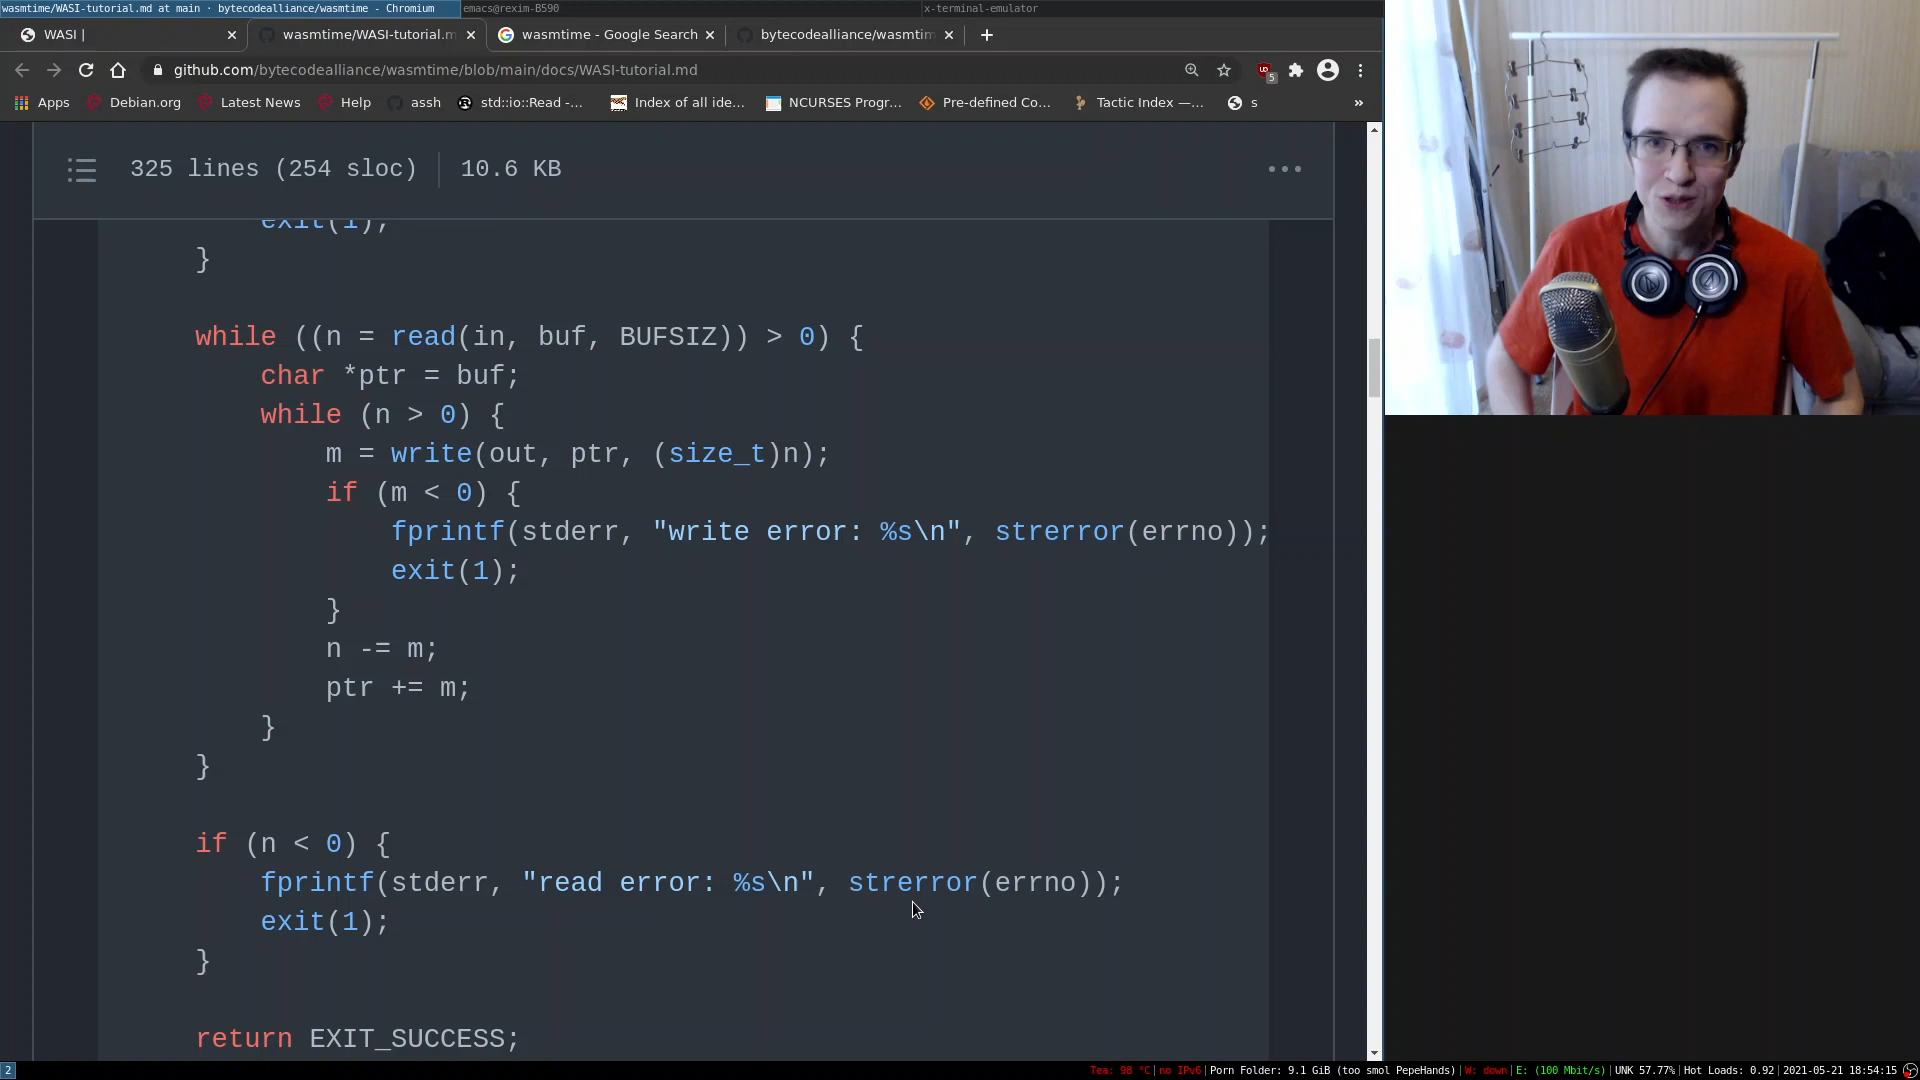 wasmtime/WASI-tutorial.md at main · bytecodealliance/wasmtime - Chromium
emacs@rexim-B590
x-terminal-emulator
WASI |
wasmtime/WASI-tutorial.m
wasmtime - Google Search
bytecodealliance/wasmtim
github.com/bytecodealliance/wasmtime/blob/main/docs/WASI-tutorial.md
5
Apps
Debian.org
Latest News
Help
assh
std::io::Read -...
Index of all ide...
NCURSES Progr...
Pre-defined Co...
Tactic Index —...
s
»
325 lines (254 sloc)
10.6 KB
exit(1);
}
while ((n = read(in, buf, BUFSIZ)) > 0) {
char *ptr = buf;
while (n > 0) {
m = write(out, ptr, (size_t)n);
if (m < 0) {
fprintf(stderr, "write error: %s\n", strerror(errno));
exit(1);
}
n -= m;
ptr += m;
}
}
if (n < 0) {
fprintf(stderr, "read error: %s\n", strerror(errno));
exit(1);
}
return EXIT_SUCCESS;
2
Tea: 98 °C|no IPv6|Porn Folder: 9.1 GiB (too smol PepeHands)|W: down|E: (100 Mbit/s)|UNK 57.77%|Hot Loads: 0.92|2021-05-21 18:54:15